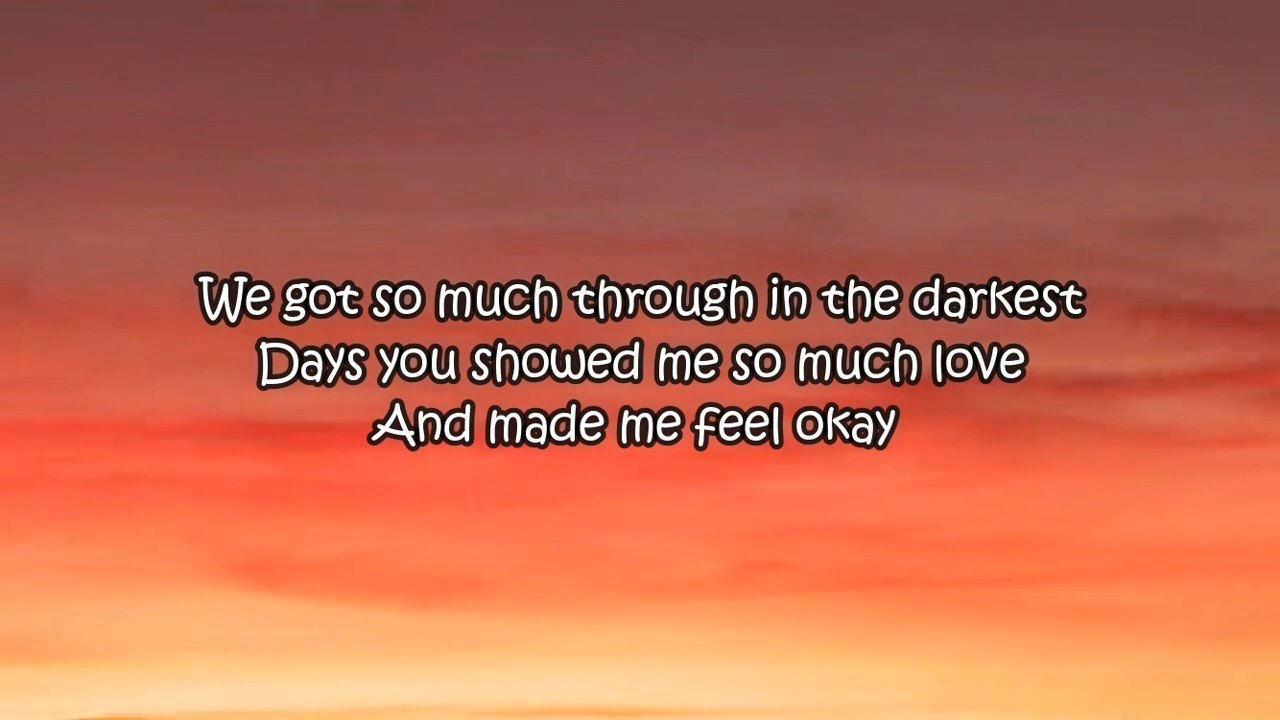 We got so much through in the darkest
Days you showed me so much love
And made me feel okay